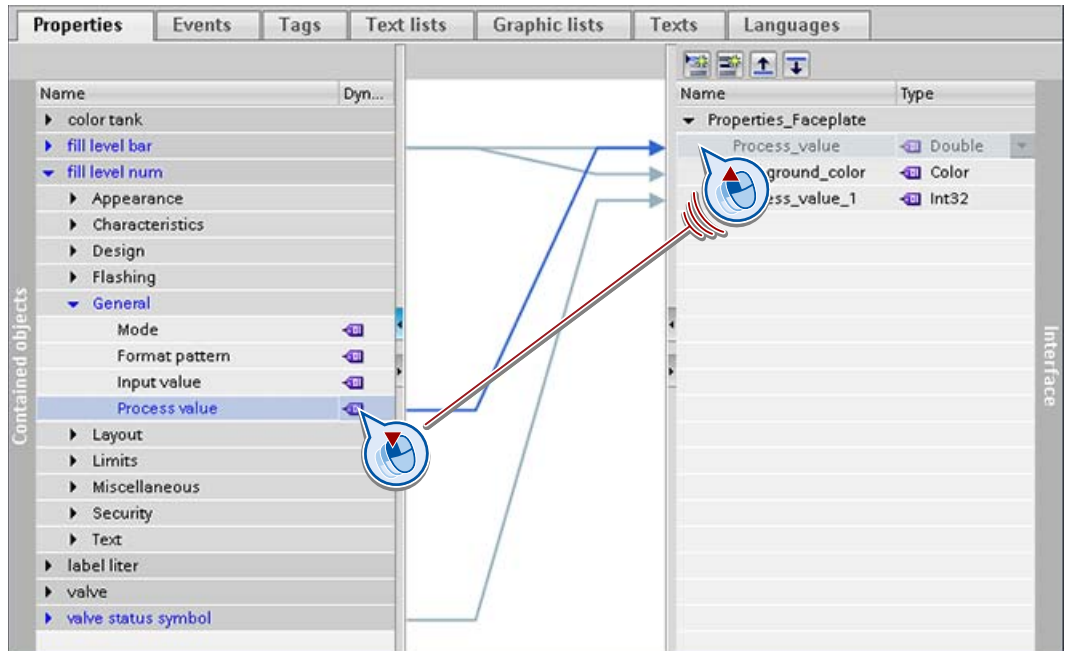 Properties Events Tags Text lists Graphic lists Texts Languages
Name Dyn...
color tank
fill level bar
fill level num
Appearance
Characteristics
Design
Flashing
General
Mode
Format pattern
Input value
Process value
Layout
Limits
Miscellaneous
Security
Text
label liter
valve
valve status symbol
Contained objects
Name Type
Properties_Faceplate
Process_value Double
ground_color Color
ess_value_1 Int32
Interface